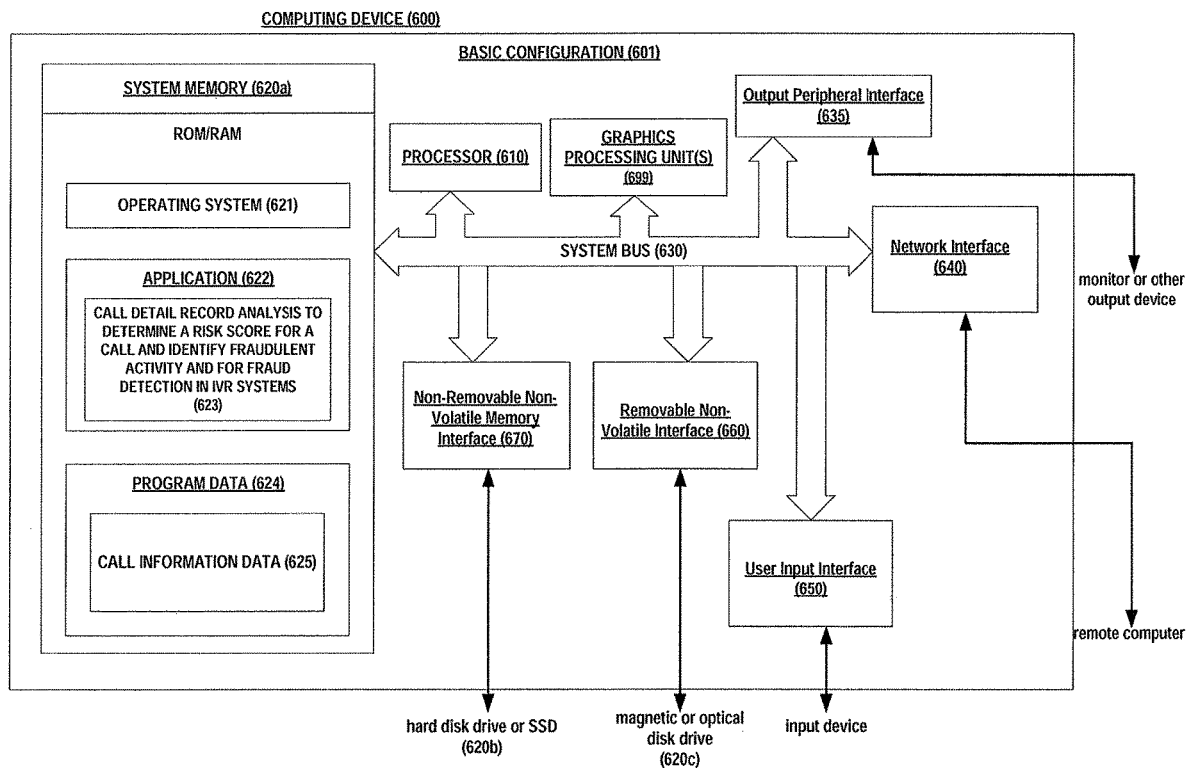 COMPUTING DEVICE (600)
BASIC CONFIGURATION (601)
SYSTEM MEMORY (620a)
ROM/RAM
OPERATING SYSTEM (621)
APPLICATION (622)
CALL DETAIL RECORD ANALYSIS TO
DETERMINE A RISK SCORE FOR A
CALL AND IDENTIFY FRAUDULENT
ACTIVITY AND FOR FRAUD
DETECTION IN IVR SYSTEMS
(623)
PROGRAM DATA (624)
CALL INFORMATION DATA (625)
PROCESSOR (610)
GRAPHICS
PROCESSING UNIT(S)
(699)
Output Peripheral Interface
(635)
SYSTEM BUS (630)
Network Interface
(640)
monitor or other
output device
Non-Removable Non-
Volatile Memory
Interface (670)
Removable Non-
Volatile Interface (660)
User Input Interface
(650)
remote computer
hard disk drive or SSD
(620b)
magnetic or optical
disk drive
(620c)
input device